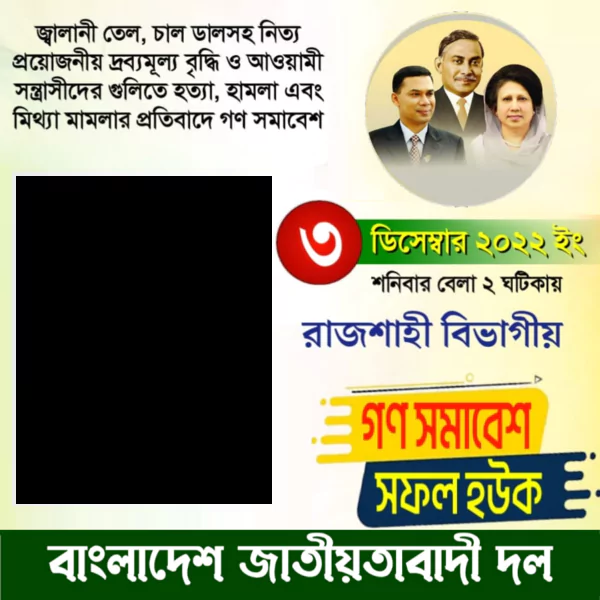 জ্বালানী তেল, চাল ডালসহ নিত্য
প্রয়োজনীয় দ্রব্যমূল্য বৃদ্ধি ও আওয়ামী
সন্ত্রাসীদের গুলিতে হত্যা, হামলা এবং
মিথ্যা মামলার প্রতিবাদে গণ সমাবেশ
৩ ডিসেম্বার ২০২২ ইং
শনিবার বেলা ২ ঘটিকায়
রাজশাহী বিভাগীয়
গণ সমাবেশ
সফল হউক
বাংলাদেশ জাতীয়তাবাদী দল